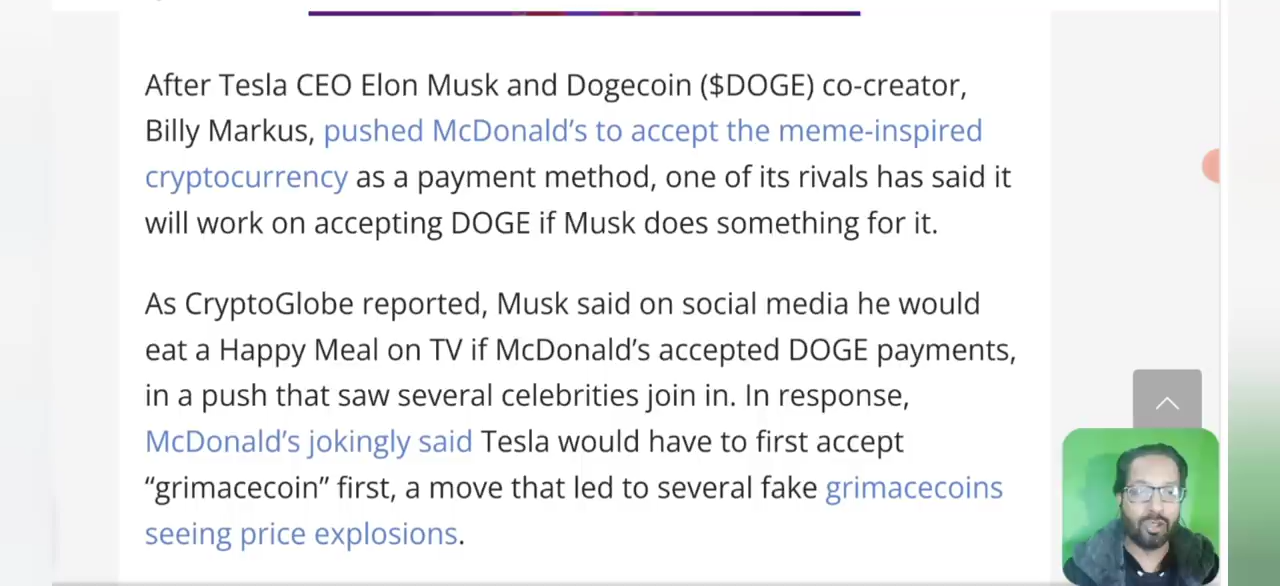 After Tesla CEO Elon Musk and Dogecoin ($DOGE) co-creator,
Billy Markus, pushed McDonald’s to accept the meme-inspired
cryptocurrency as a payment method, one of its rivals has said it
will work on accepting DOGE if Musk does something for it.
As CryptoGlobe reported, Musk said on social media he would
eat a Happy Meal on TV if McDonald’s accepted DOGE payments,
in a push that saw several celebrities join in. In response,
McDonald’s jokingly said Tesla would have to first accept
“grimacecoin” first, a move that led to several fake grimacecoins
seeing price explosions.